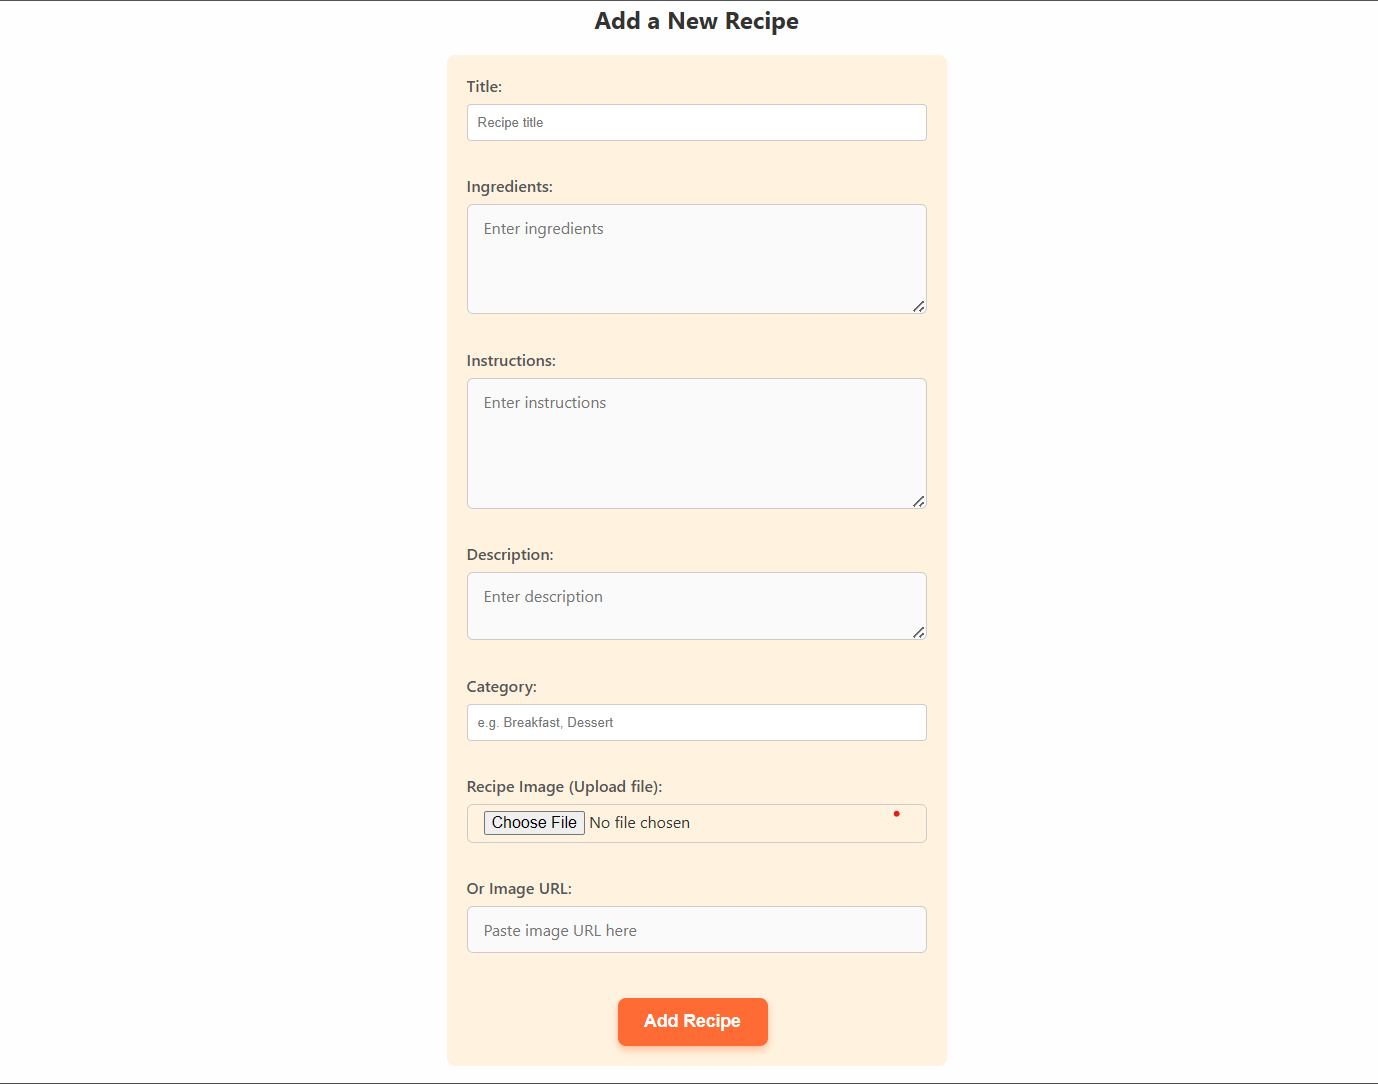 Add a New Recipe
Title:
Recipe title
Ingredients:
Enter ingredients
Instructions:
Enter instructions
Description:
Enter description
Category:
e.g. Breakfast, Dessert
Recipe Image (Upload file):
Choose File No file chosen
Or Image URL:
Paste image URL here
Add Recipe